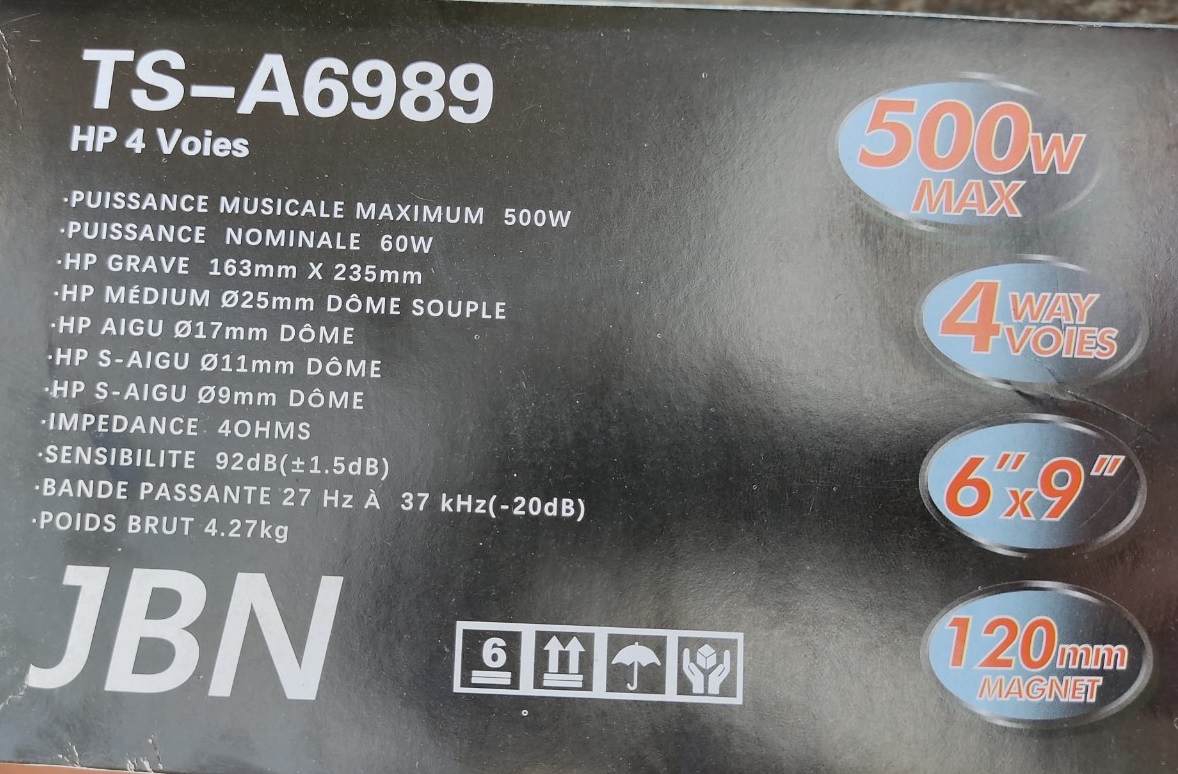 TS-A6989
HP 4 Voies
·PUISSANCE MUSICALE MAXIMUM 500W
·PUISSANCE NOMINALE 60W
·HP GRAVE 163mm X 235mm
·HP MÉDIUM Ø25mm DÔME SOUPLE
·HP AIGU Ø17mm DÔME
·HP S-AIGU Ø11mm DÔME
·HP S-AIGU Ø9mm DÔME
·IMPEDANCE 4OHMS
·SENSIBILITE 92dB(±1.5dB)
·BANDE PASSANTE 27 Hz À 37 kHz(-20dB)
·POIDS BRUT 4.27kg
JBN
6
500W
MAX
4 WAY
VOIES
6"x9"
120mm
MAGNET